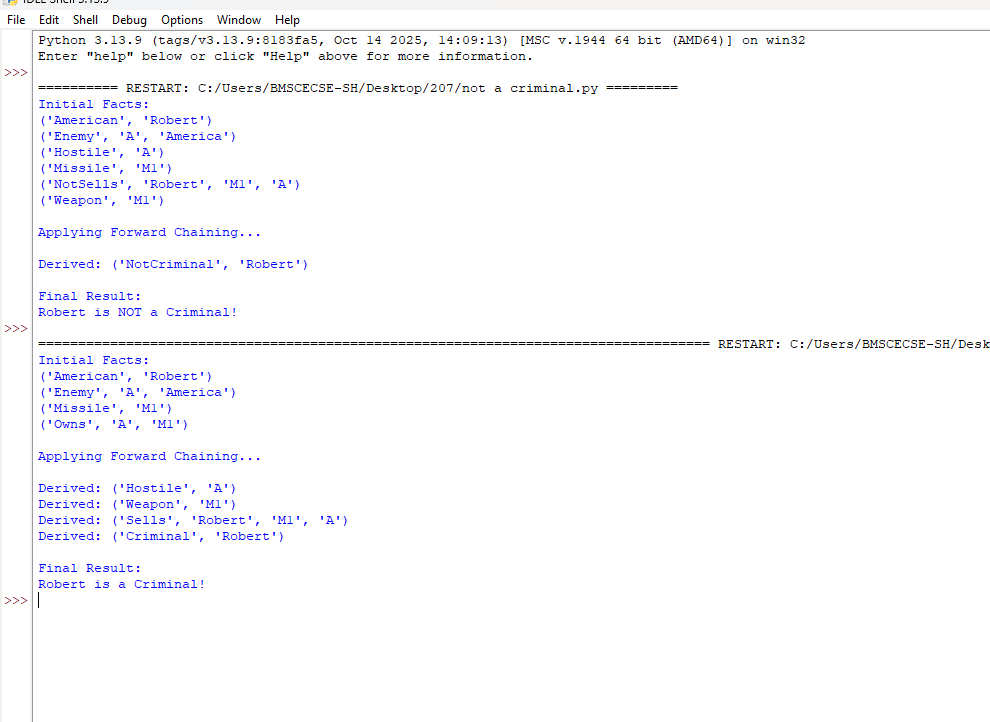 IDLE Shell 3.13.9
File Edit Shell Debug Options Window Help
Python 3.13.9 (tags/v3.13.9:8183fa5, Oct 14 2025, 14:09:13) [MSC v.1944 64 bit (AMD64)] on win32
Enter "help" below or click "Help" above for more information.
>>>
========== RESTART: C:/Users/BMSCECSE-SH/Desktop/207/not a criminal.py =========
Initial Facts:
('American', 'Robert')
('Enemy', 'A', 'America')
('Hostile', 'A')
('Missile', 'M1')
('NotSells', 'Robert', 'M1', 'A')
('Weapon', 'M1')
Applying Forward Chaining...
Derived: ('NotCriminal', 'Robert')
Final Result:
Robert is NOT a Criminal!
>>>
==================================================================================== RESTART: C:/Users/BMSCECSE-SH/Desk
Initial Facts:
('American', 'Robert')
('Enemy', 'A', 'America')
('Missile', 'M1')
('Owns', 'A', 'M1')
Applying Forward Chaining...
Derived: ('Hostile', 'A')
Derived: ('Weapon', 'M1')
Derived: ('Sells', 'Robert', 'M1', 'A')
Derived: ('Criminal', 'Robert')
Final Result:
Robert is a Criminal!
>>>